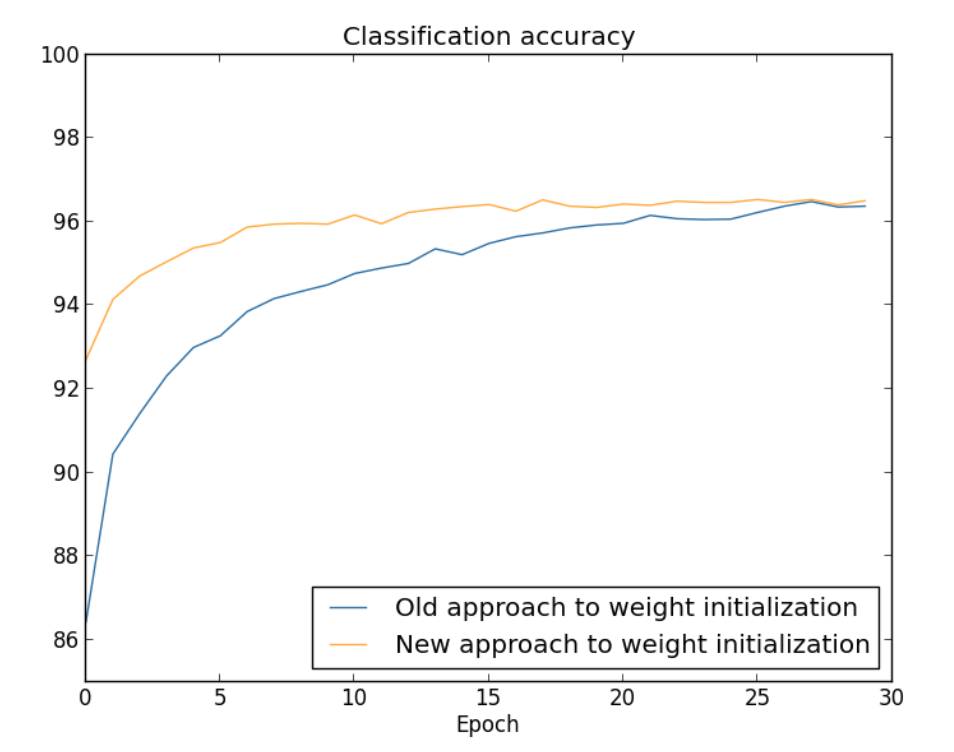 Classification accuracy
100
98
96
94
92
90
88
86
Old approach to weight initialization
New approach to weight initialization
0 5 10 15 20 25 30
Epoch